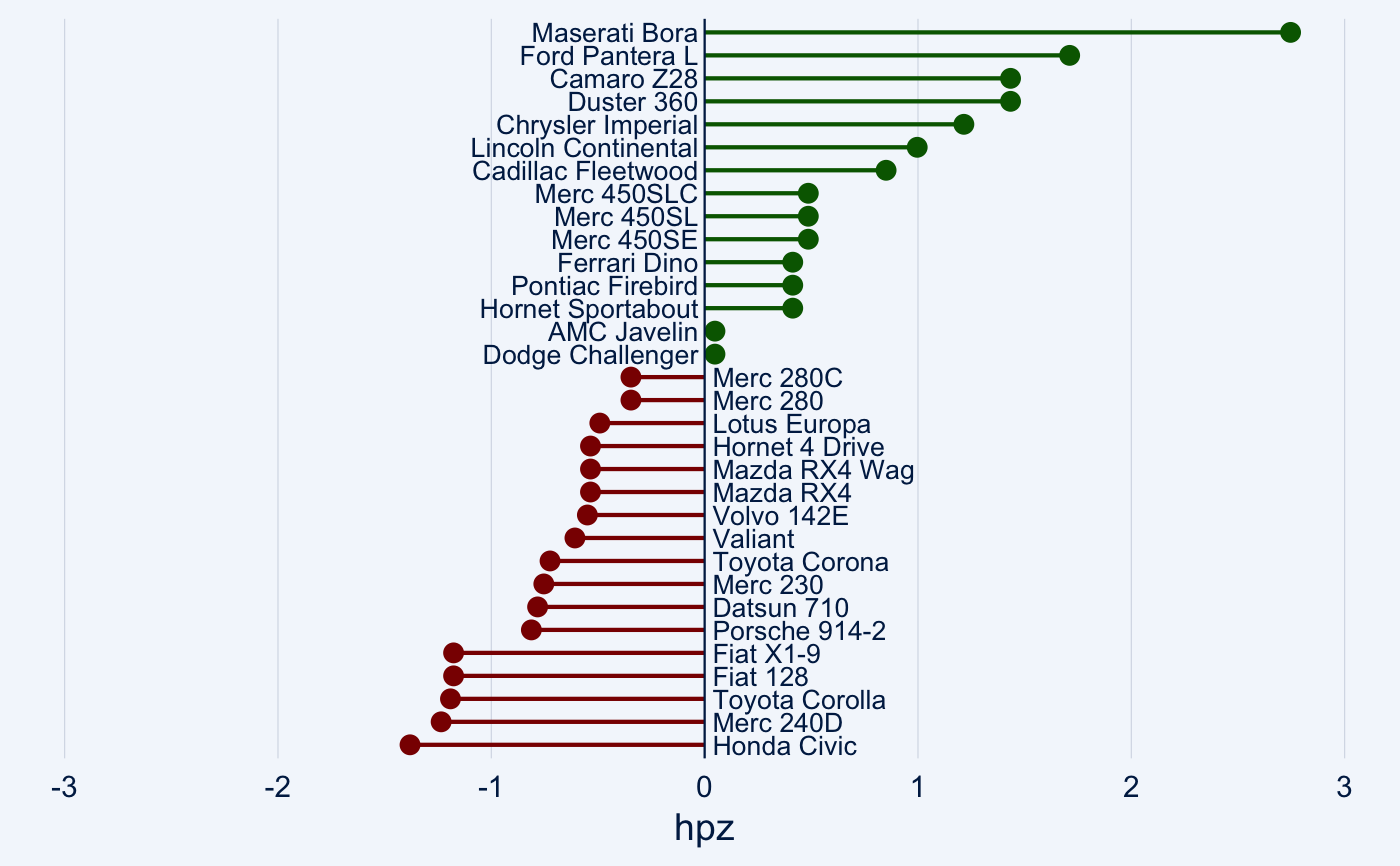 Maserati Bora
Ford Pantera L
Camaro Z28
Duster 360
Chrysler Imperial
Lincoln Continental
Cadillac Fleetwood
Merc 450SLC
Merc 450SL
Merc 450SE
Ferrari Dino
Pontiac Firebird
Hornet Sportabout
AMC Javelin
Dodge Challenger
Merc 280C
Merc 280
Lotus Europa
Hornet 4 Drive
Mazda RX4 Wag
Mazda RX4
Volvo 142E
Valiant
Toyota Corona
Merc 230
Datsun 710
Porsche 914-2
Fiat X1-9
Fiat 128
Toyota Corolla
Merc 240D
Honda Civic
-3 -2 -1 0 1 2 3
hpz